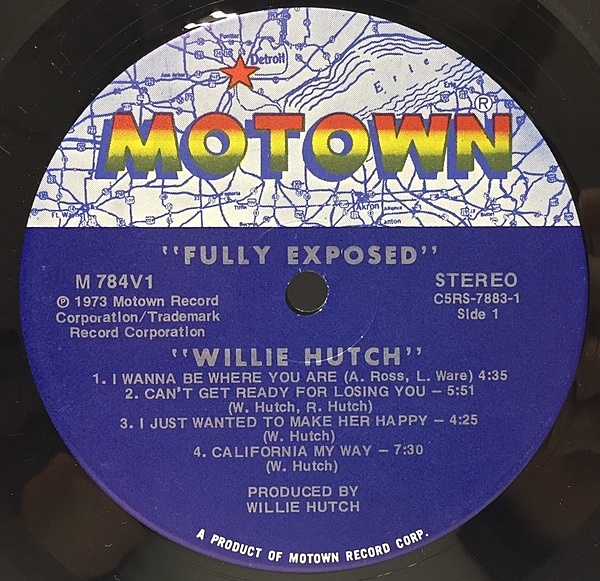 Detroit
Erie
MOTOWN®
Akron
Canton
"FULLY EXPOSED"
M 784V1
℗ 1973 Motown Record
Corporation/Trademark
Record Corporation
STEREO
C5RS-7883-1
Side 1
"WILLIE HUTCH"
1. I WANNA BE WHERE YOU ARE (A. Ross, L. Ware) 4:35
2. CAN'T GET READY FOR LOSING YOU – 5:51
(W. Hutch, R. Hutch)
3. I JUST WANTED TO MAKE HER HAPPY – 4:25
(W. Hutch)
4. CALIFORNIA MY WAY – 7:30
(W. Hutch)
PRODUCED BY
WILLIE HUTCH
A PRODUCT OF MOTOWN RECORD CORP.